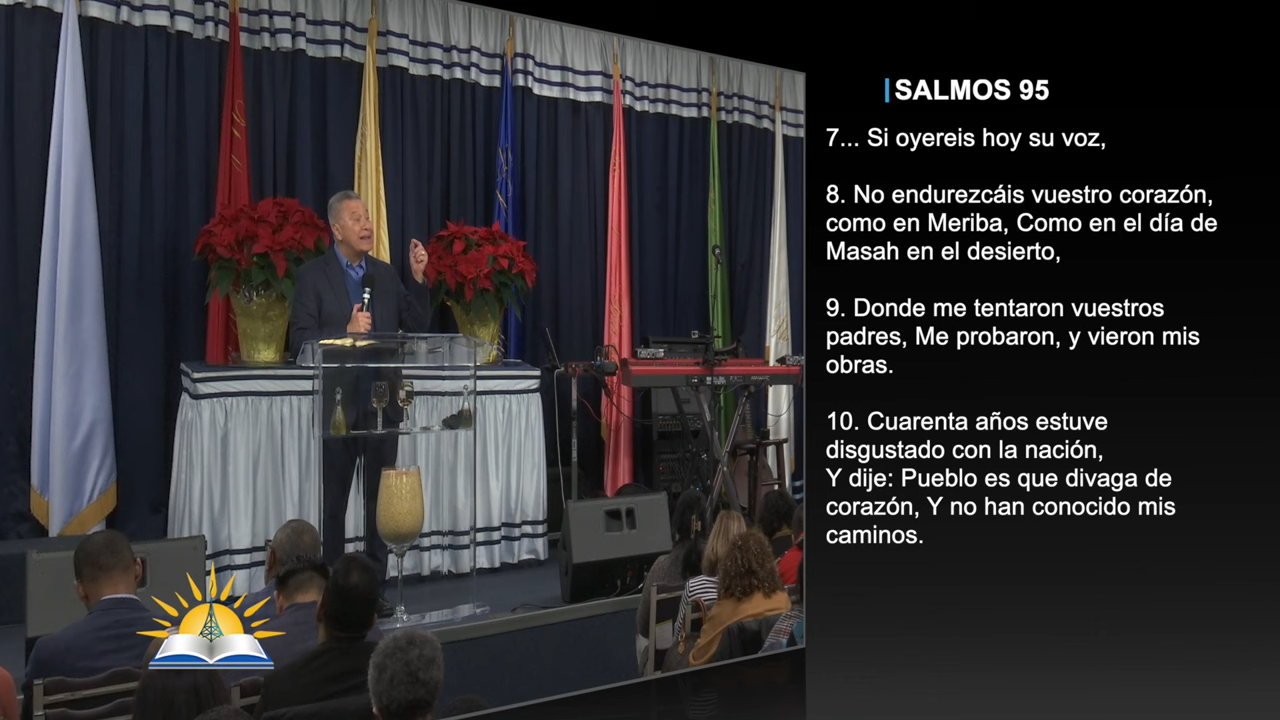 SALMOS 95
7... Si oyereis hoy su voz,
8. No endurezcáis vuestro corazón,
como en Meriba, Como en el día de
Masah en el desierto,
9. Donde me tentaron vuestros
padres, Me probaron, y vieron mis
obras.
10. Cuarenta años estuve
disgustado con la nación,
Y dije: Pueblo es que divaga de
corazón, Y no han conocido mis
caminos.